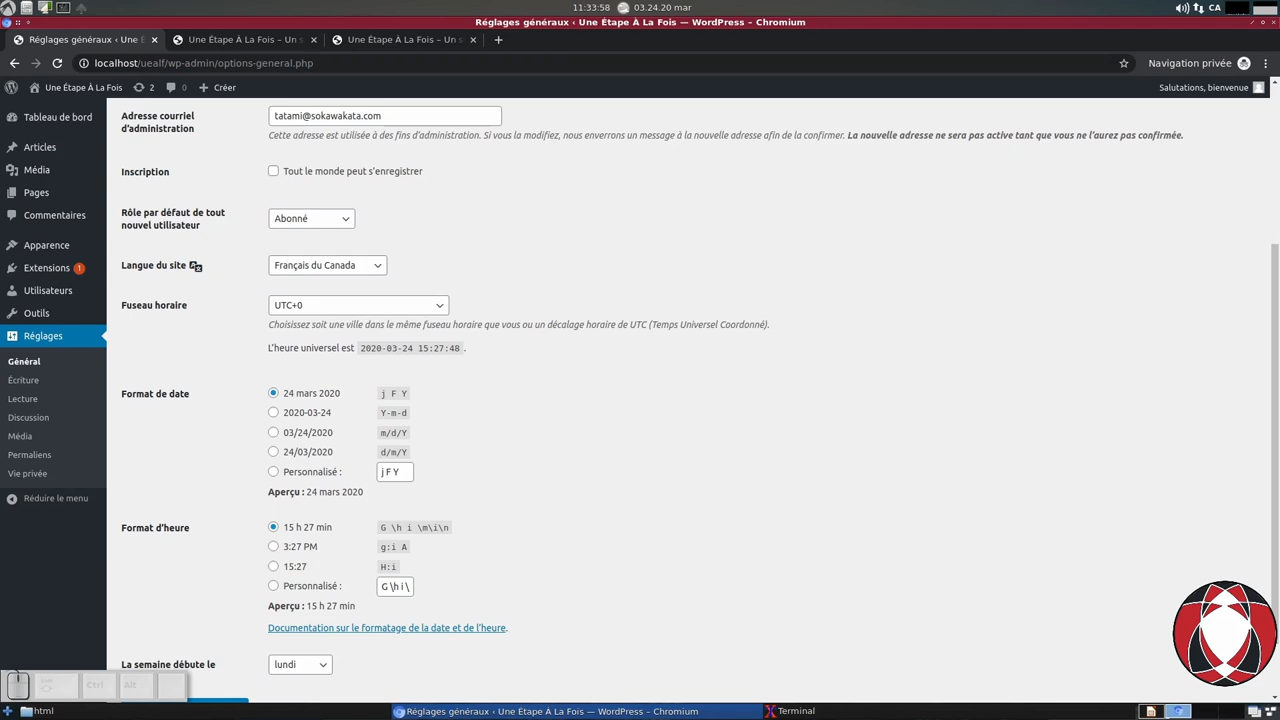 11:33:58
03.24.20 mar
CA
Réglages généraux ‹ Une Étape À La Fois — WordPress – Chromium
Réglages généraux ‹ Une É
Une Étape À La Fois – Un s
Une Étape À La Fois – Un s
localhost/uealf/wp-admin/options-general.php
Navigation privée
Une Étape À La Fois
2
0
Créer
Salutations, bienvenue
Tableau de bord
Articles
Média
Pages
Commentaires
Apparence
Extensions 1
Utilisateurs
Outils
Réglages
Général
Écriture
Lecture
Discussion
Média
Permaliens
Vie privée
Réduire le menu
Adresse courriel
d’administration
tatami@sokawakata.com
Cette adresse est utilisée à des fins d’administration. Si vous la modifiez, nous enverrons un message à la nouvelle adresse afin de la confirmer. La nouvelle adresse ne sera pas active tant que vous ne l’aurez pas confirmée.
Inscription
Tout le monde peut s’enregistrer
Rôle par défaut de tout
nouvel utilisateur
Abonné
Langue du site
Français du Canada
Fuseau horaire
UTC+0
Choisissez soit une ville dans le même fuseau horaire que vous ou un décalage horaire de UTC (Temps Universel Coordonné).
L’heure universel est 2020-03-24 15:27:48 .
Format de date
24 mars 2020 j F Y
2020-03-24 Y-m-d
03/24/2020 m/d/Y
24/03/2020 d/m/Y
Personnalisé : j F Y
Aperçu : 24 mars 2020
Format d’heure
15 h 27 min G \h i \m\i\n
3:27 PM g:i A
15:27 H:i
Personnalisé : G \h i \
Aperçu : 15 h 27 min
Documentation sur le formatage de la date et de l’heure.
La semaine débute le
lundi
Ctrl
Alt
html
Réglages généraux ‹ Une Étape À La Fois — WordPress – Chromium
Terminal